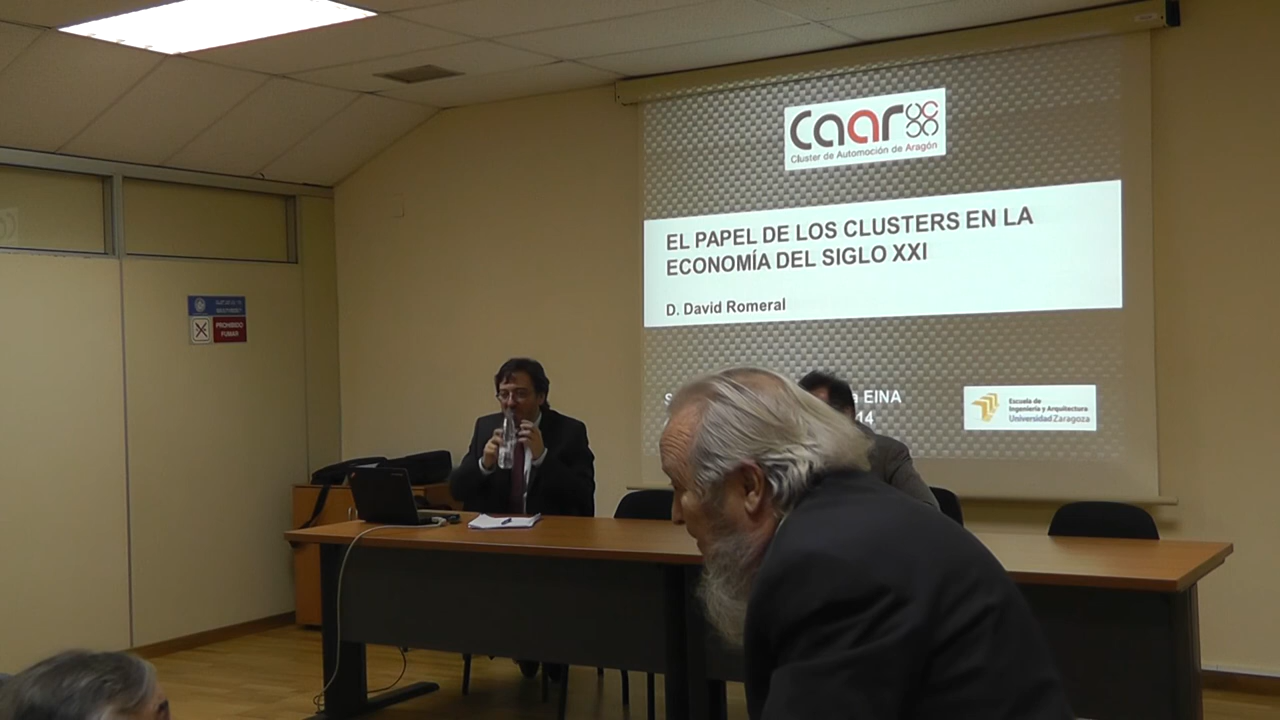 caar
Cluster de Automoción de Aragón
EL PAPEL DE LOS CLUSTERS EN LA
ECONOMÍA DEL SIGLO XXI
D. David Romeral
EINA
14
Escuela de
Ingeniería y Arquitectura
Universidad Zaragoza
PROHIBIDO
FUMAR